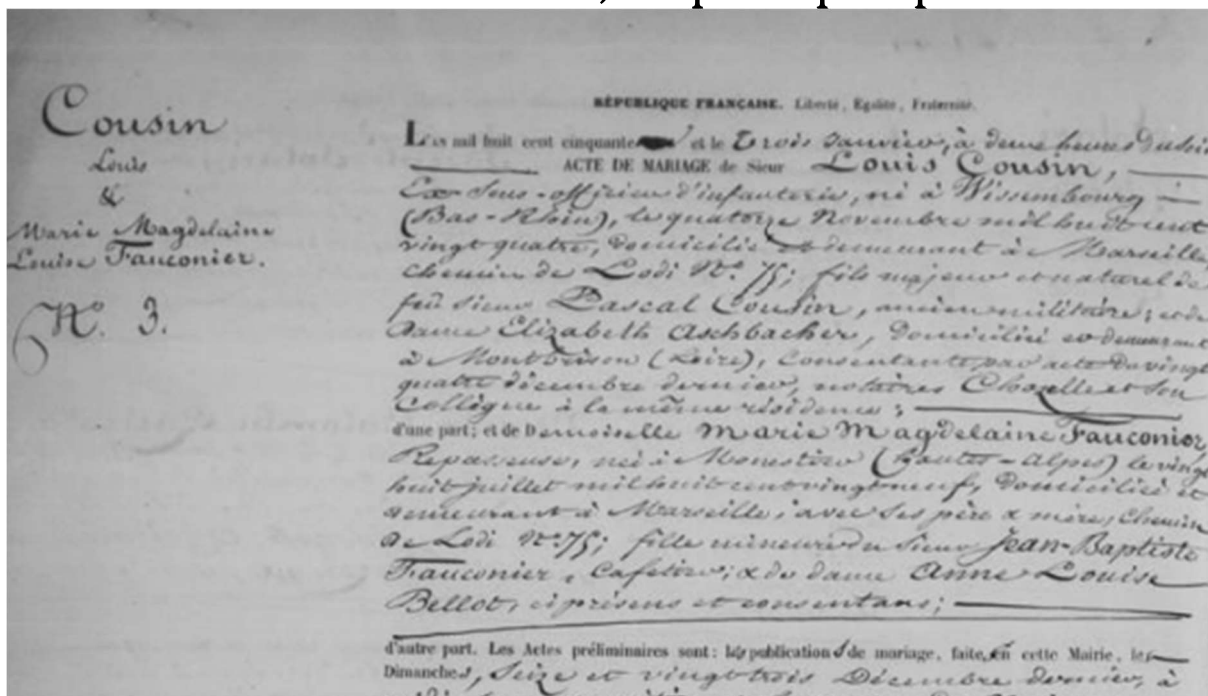 Cousin
Louis
&
Marie Magdelaine
Louise Fauconier.
N.º 3.
RÉPUBLIQUE FRANÇAISE. Liberté, Égalité, Fraternité.
L'an mil huit cent cinquante et le Trois Janvier, à deux heures du soir
ACTE DE MARIAGE de Sieur Louis Cousin,
Ex Sous-officier d'infanterie, né à Wissembourg
(Bas-Rhin), le quatorze Novembre mil huit cent
vingt quatre, domicilié et demeurant à Marseille
chemin de Lodi N.º 75; fils majeur et naturel de
feu sieur Pascal Cousin, ancien militaire; et de
dame Elizabeth Aschbacher, domiciliée et demeurant
à Montbrison (Loire), consentante par acte du vingt
quatre décembre dernier, notaires Chazelle et son
Collègue à la même résidence;
d'une part; et de Demoiselle Marie Magdelaine Fauconier,
Repasseuse, née à Monestier (Hautes-Alpes) le vingt
huit juillet mil huit cent vingt neuf, domiciliée et
demeurant à Marseille, avec ses père & mère, Chemin
de Lodi N.º 75; fille mineure du Sieur Jean-Baptiste
Fauconier, Cafetier; & de dame Anne Louise
Bellot, ci présens et consentans;
d'autre part. Les Actes préliminaires sont: les publications de mariage, faites en cette Mairie, les
Dimanches, Seize et vingt trois Décembre dernier, à